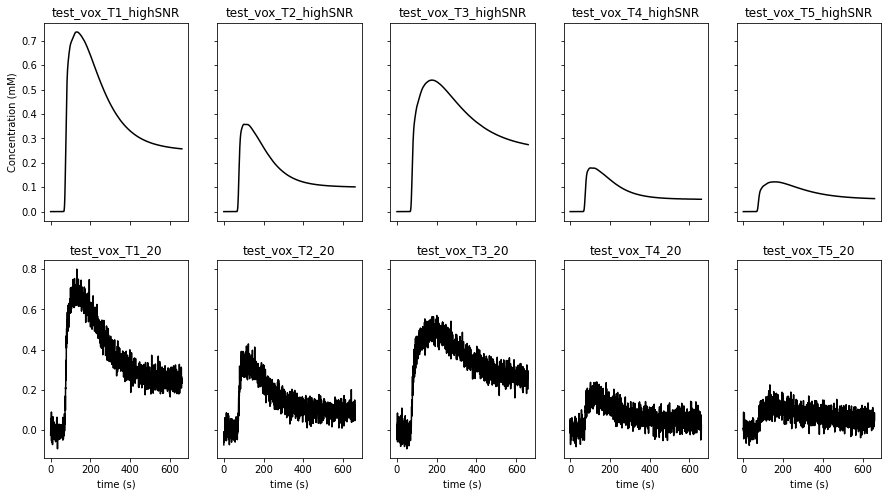 test_vox_T1_highSNR test_vox_T2_highSNR test_vox_T3_highSNR test_vox_T4_highSNR test_vox_T5_highSNR
0.7
0.6
0.5
0.4
0.3
0.2
0.1
0.0
Concentration (mM)
test_vox_T1_20 test_vox_T2_20 test_vox_T3_20 test_vox_T4_20 test_vox_T5_20
0.8
0.6
0.4
0.2
0.0
0 200 400 600 0 200 400 600 0 200 400 600 0 200 400 600 0 200 400 600
time (s) time (s) time (s) time (s) time (s)